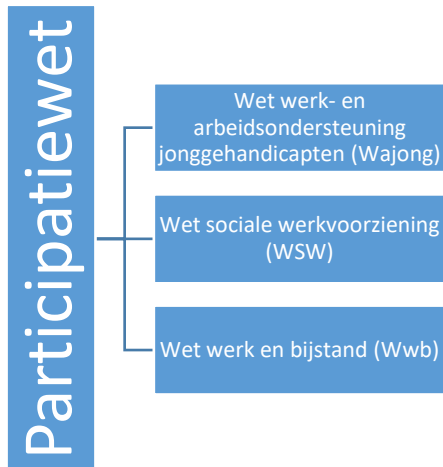 Participatiewet
Wet werk- en
arbeidsondersteuning
jonggehandicapten (Wajong)
Wet sociale werkvoorziening
(WSW)
Wet werk en bijstand (Wwb)